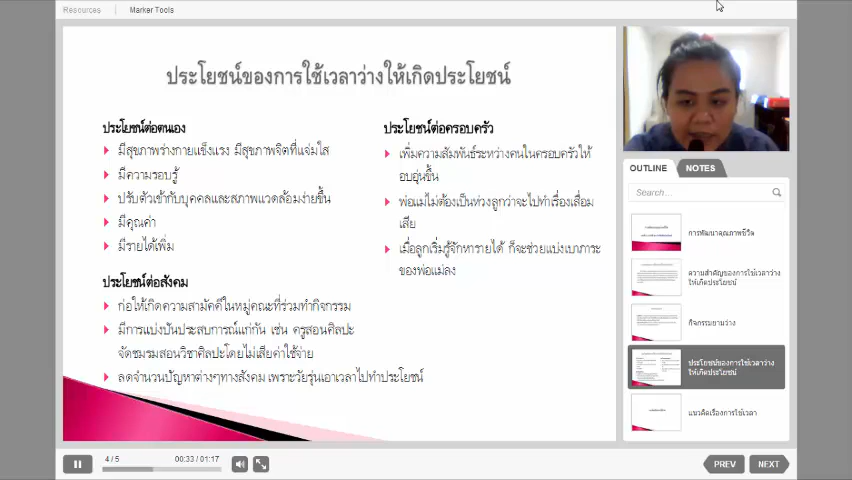 Resources
Marker Tools
ประโยชน์ของการใช้เวลาว่างให้เกิดประโยชน์
ประโยชน์ต่อตนเอง
มีสุขภาพร่างกายแข็งแรง มีสุขภาพจิตที่แจ่มใส
มีความรอบรู้
ปรับตัวเข้ากับบุคคลและสภาพแวดล้อมง่ายขึ้น
มีคุณค่า
มีรายได้เพิ่ม
ประโยชน์ต่อสังคม
ก่อให้เกิดความสามัคคีในหมู่คณะที่ร่วมทำกิจกรรม
มีการแบ่งปันประสบการณ์แก่กัน เช่น ครูสอนศิลปะ
จัดชมรมสอนวิชาศิลปะโดยไม่เสียค่าใช้จ่าย
ลดจำนวนปัญหาต่างๆทางสังคม เพราะวัยรุ่นเอาเวลาไปทำประโยชน์
ประโยชน์ต่อครอบครัว
เพิ่มความสัมพันธ์ระหว่างคนในครอบครัวให้
อบอุ่นขึ้น
พ่อแม่ไม่ต้องเป็นห่วงลูกว่าจะไปทำเรื่องเสื่อม
เสีย
เมื่อลูกเริ่มรู้จักหารายได้ ก็จะช่วยแบ่งเบาภาระ
ของพ่อแม่ลง
OUTLINE
NOTES
Search...
การพัฒนาคุณภาพชีวิต
ความสำคัญของการใช้เวลาว่าง
ให้เกิดประโยชน์
กิจกรรมยามว่าง
ประโยชน์ของการใช้เวลาว่าง
ให้เกิดประโยชน์
แนวคิดเรื่องการใช้เวลา
4 / 5
00:33 / 01:17
PREV
NEXT